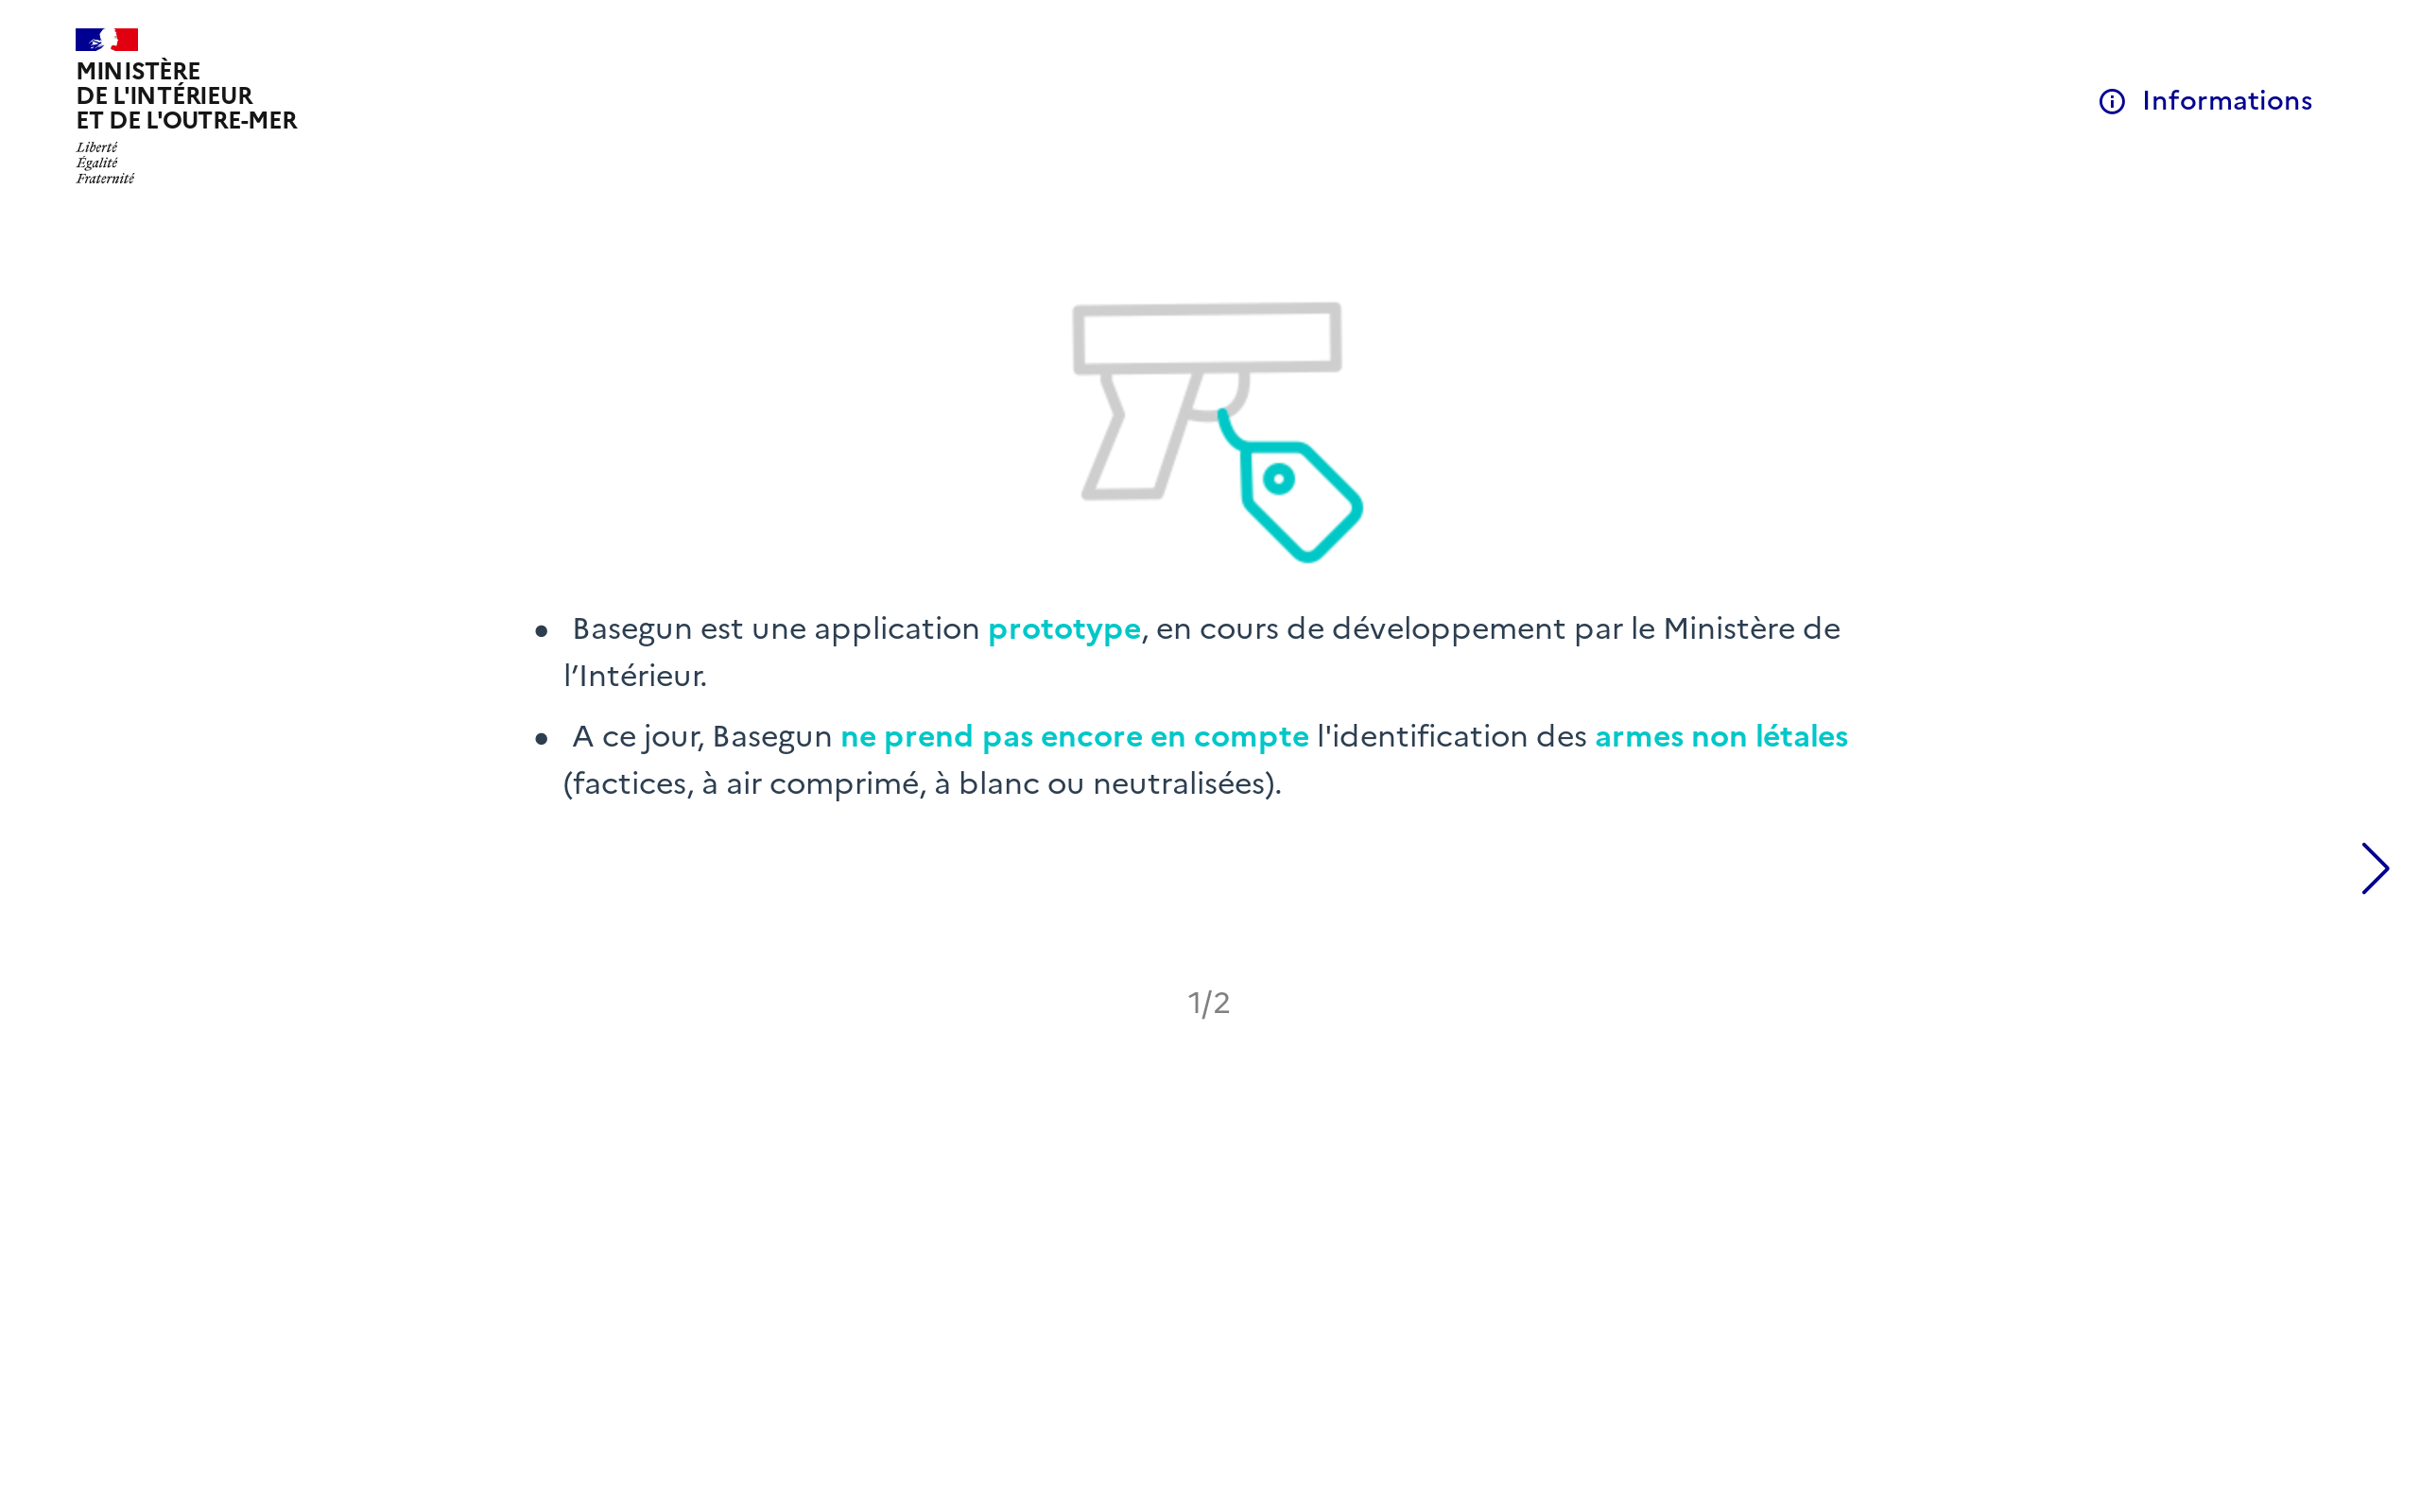 MINISTÈRE
DE L'INTÉRIEUR
ET DE L'OUTRE-MER
Liberté
Égalité
Fraternité
Informations
• Basegun est une application prototype, en cours de développement par le Ministère de
l’Intérieur.
• A ce jour, Basegun ne prend pas encore en compte l'identification des armes non létales
(factices, à air comprimé, à blanc ou neutralisées).
1/2